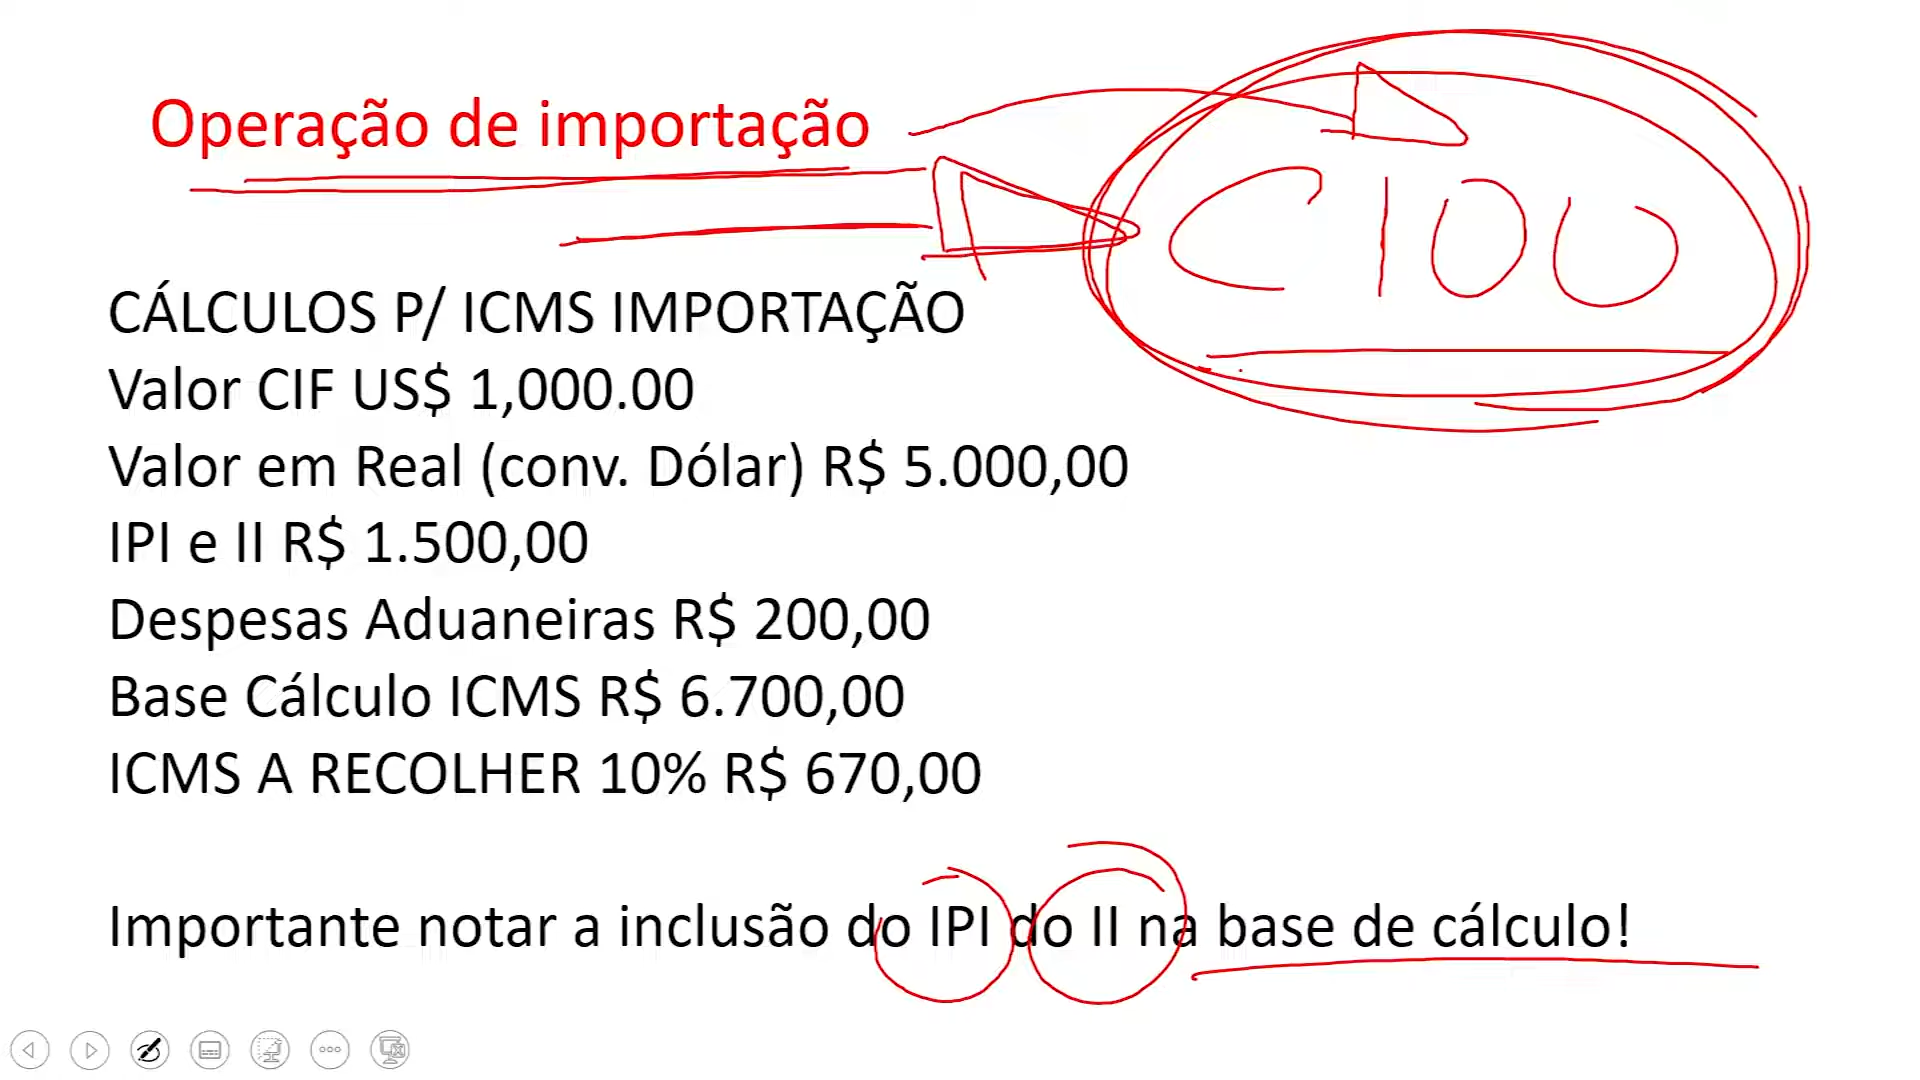 Operação de importação
C100
CÁLCULOS P/ ICMS IMPORTAÇÃO
Valor CIF US$ 1,000.00
Valor em Real (conv. Dólar) R$ 5.000,00
IPI e II R$ 1.500,00
Despesas Aduaneiras R$ 200,00
Base Cálculo ICMS R$ 6.700,00
ICMS A RECOLHER 10% R$ 670,00
Importante notar a inclusão do IPI do II na base de cálculo!